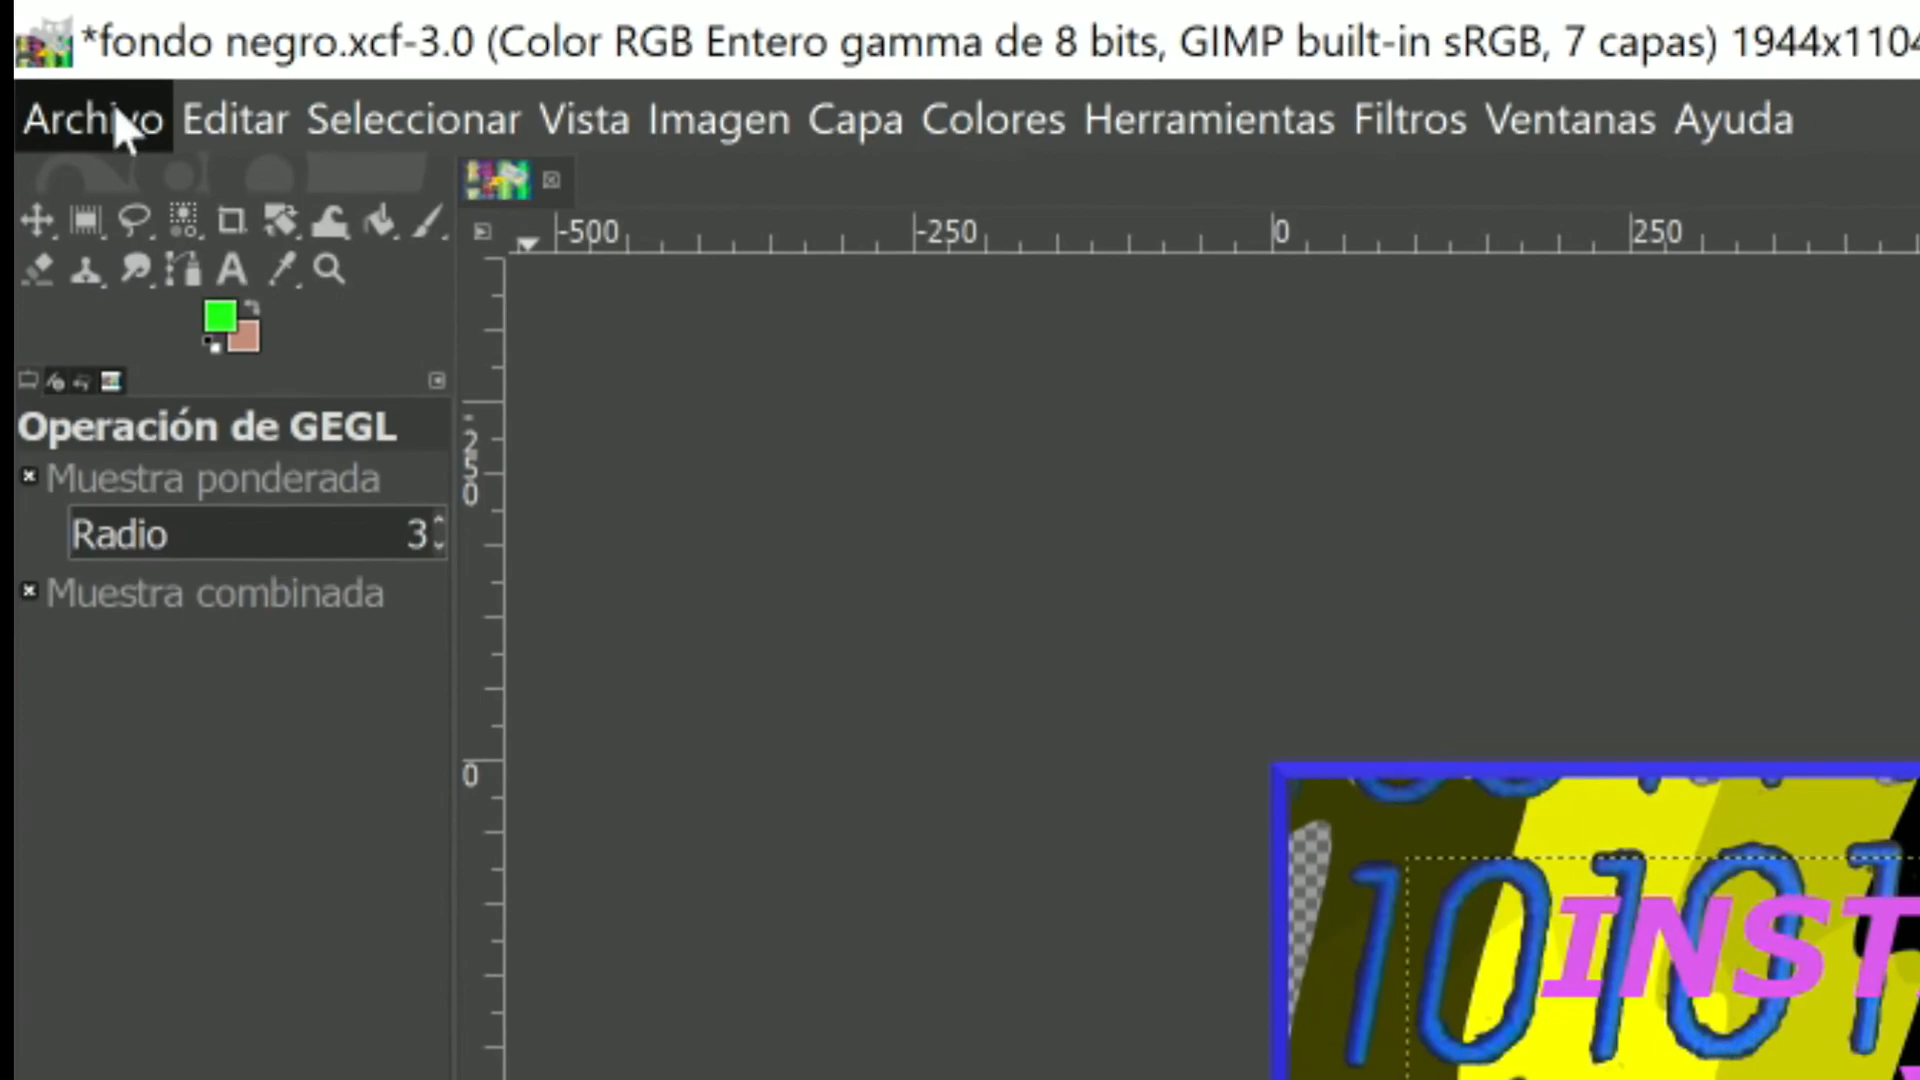 *fondo negro.xcf-3.0 (Color RGB Entero gamma de 8 bits, GIMP built-in sRGB, 7 capas) 1944x1104
Archivo Editar Seleccionar Vista Imagen Capa Colores Herramientas Filtros Ventanas Ayuda
-500 -250 0 250
Operación de GEGL
Muestra ponderada
Radio 3
Muestra combinada
-250
0
10101
INST